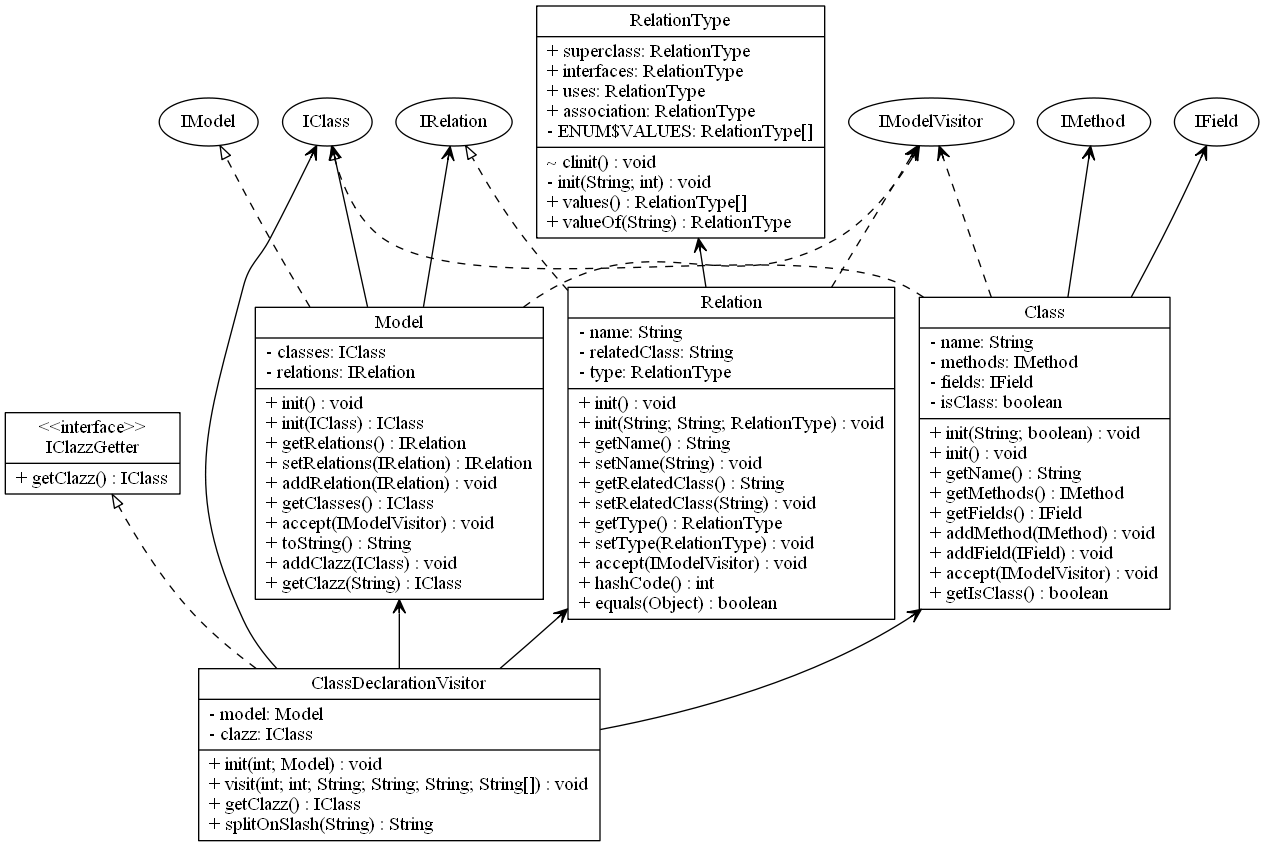 RelationType
+ superclass: RelationType
+ interfaces: RelationType
+ uses: RelationType
+ association: RelationType
- ENUM$VALUES: RelationType[]
~ clinit() : void
- init(String; int) : void
+ values() : RelationType[]
+ valueOf(String) : RelationType
IModel
IClass
IRelation
IModelVisitor
IMethod
IField
Model
- classes: IClass
- relations: IRelation
+ init() : void
+ init(IClass) : IClass
+ getRelations() : IRelation
+ setRelations(IRelation) : IRelation
+ addRelation(IRelation) : void
+ getClasses() : IClass
+ accept(IModelVisitor) : void
+ toString() : String
+ addClazz(IClass) : void
+ getClazz(String) : IClass
Relation
- name: String
- relatedClass: String
- type: RelationType
+ init() : void
+ init(String; String; RelationType) : void
+ getName() : String
+ setName(String) : void
+ getRelatedClass() : String
+ setRelatedClass(String) : void
+ getType() : RelationType
+ setType(RelationType) : void
+ accept(IModelVisitor) : void
+ hashCode() : int
+ equals(Object) : boolean
Class
- name: String
- methods: IMethod
- fields: IField
- isClass: boolean
+ init(String; boolean) : void
+ init() : void
+ getName() : String
+ getMethods() : IMethod
+ getFields() : IField
+ addMethod(IMethod) : void
+ addField(IField) : void
+ accept(IModelVisitor) : void
+ getIsClass() : boolean
<<interface>>
IClazzGetter
+ getClazz() : IClass
ClassDeclarationVisitor
- model: Model
- clazz: IClass
+ init(int; Model) : void
+ visit(int; int; String; String; String; String[]) : void
+ getClazz() : IClass
+ splitOnSlash(String) : String